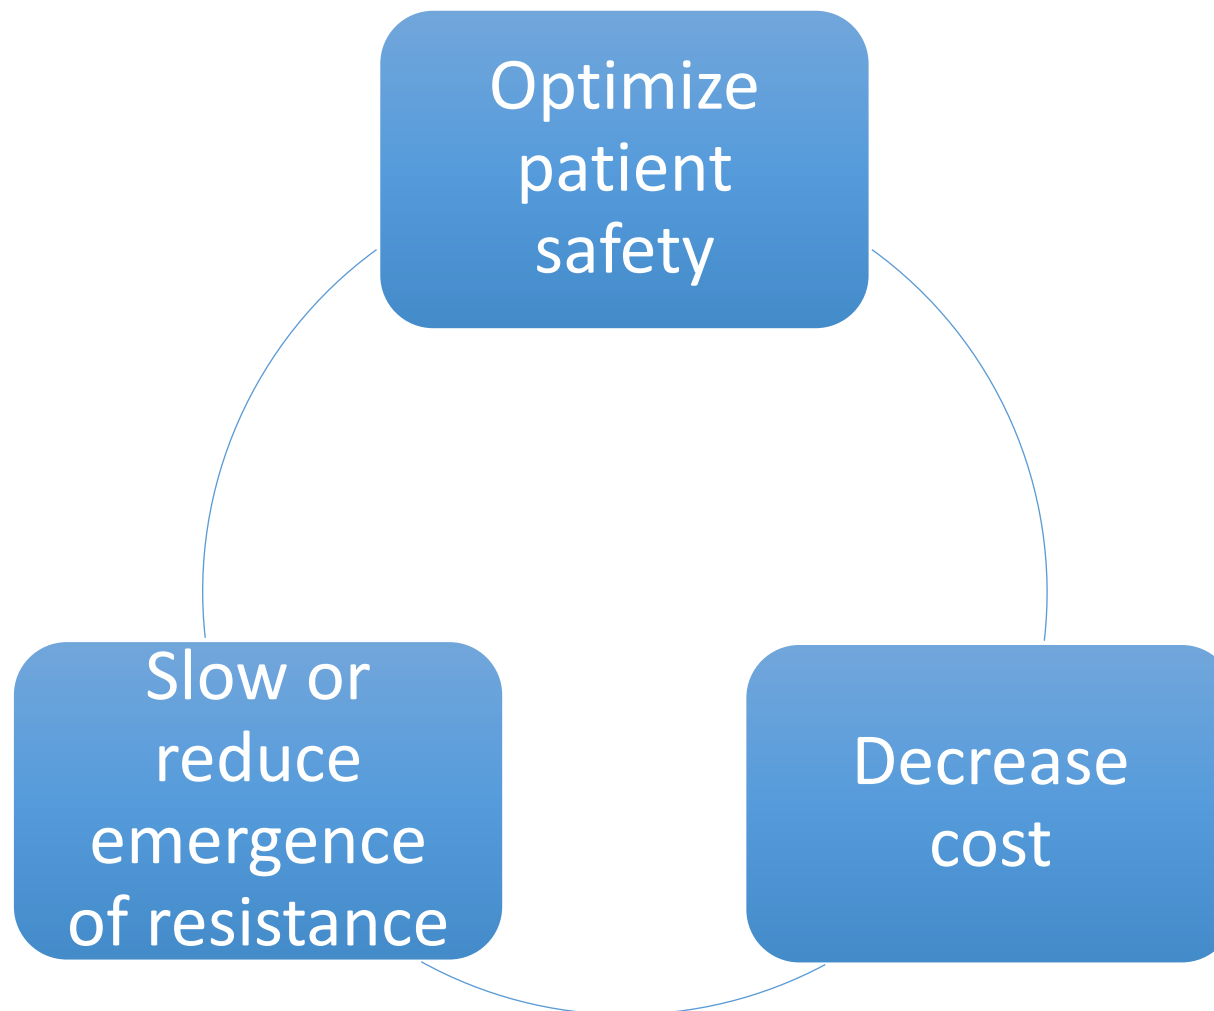 Optimize
patient
safety
Slow or
reduce
emergence
of resistance
Decrease
cost